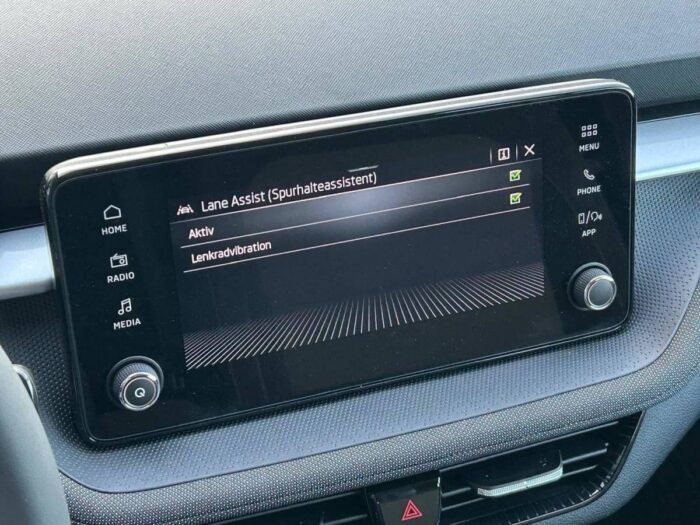 Lane Assist (Spurhalteassistent)
Aktiv
Lenkradvibration
HOME
RADIO
MEDIA
MENU
PHONE
APP